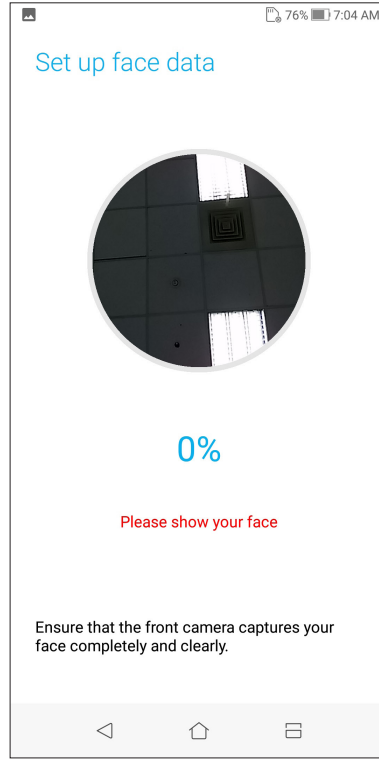 76% 7:04 AM
Set up face data
0%
Please show your face
Ensure that the front camera captures your
face completely and clearly.